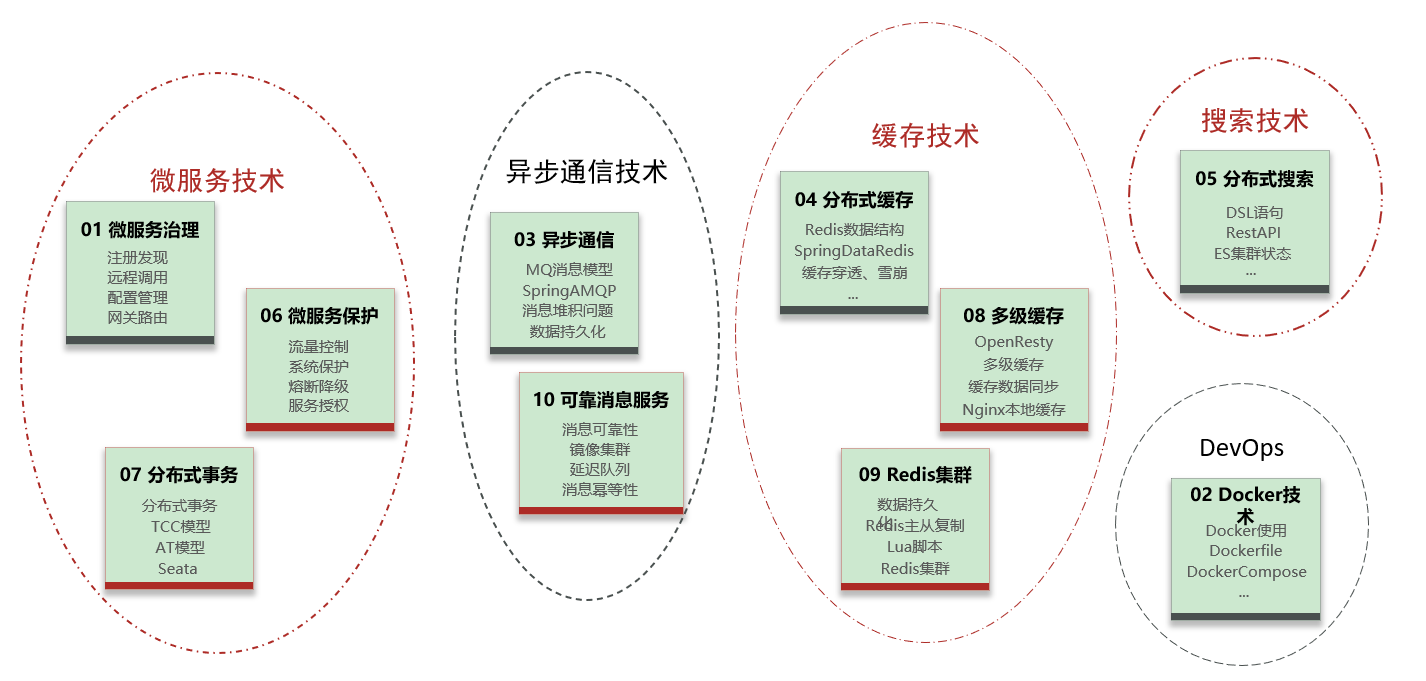 微服务技术
01 微服务治理
注册发现
远程调用
配置管理
网关路由
06 微服务保护
流量控制
系统保护
熔断降级
服务授权
07 分布式事务
分布式事务
TCC模型
AT模型
Seata
异步通信技术
03 异步通信
MQ消息模型
SpringAMQP
消息堆积问题
数据持久化
10 可靠消息服务
消息可靠性
镜像集群
延迟队列
消息幂等性
缓存技术
04 分布式缓存
Redis数据结构
SpringDataRedis
缓存穿透、雪崩
...
08 多级缓存
OpenResty
多级缓存
缓存数据同步
Nginx本地缓存
09 Redis集群
数据持久
化
Redis主从复制
Lua脚本
Redis集群
搜索技术
05 分布式搜索
DSL语句
RestAPI
ES集群状态
...
DevOps
02 Docker技
术
Docker使用
Dockerfile
DockerCompose
...